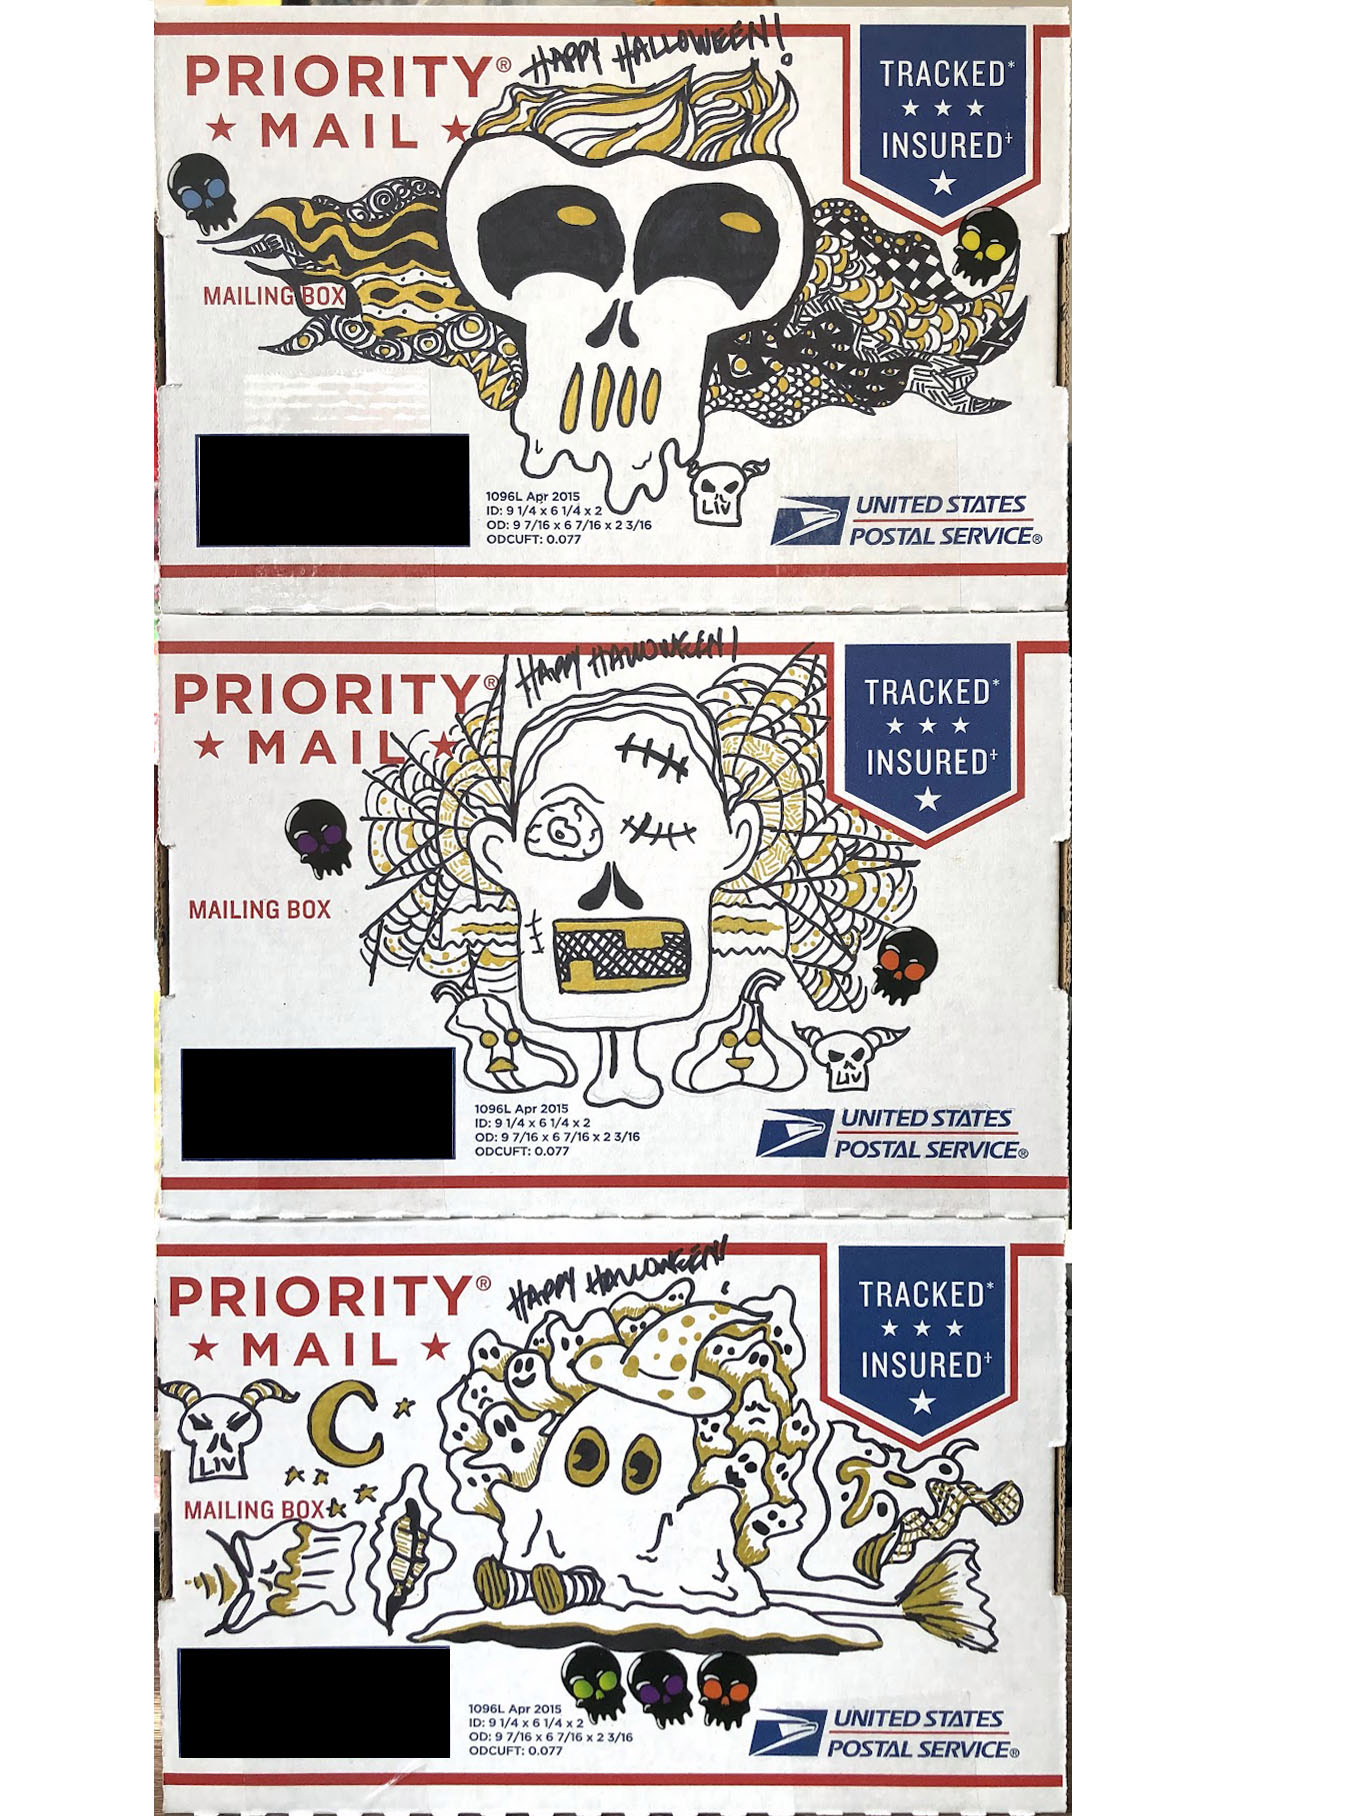 HAPPY HALLOWEEN!
PRIORITY®
★ MAIL ★
TRACKED*
★ ★ ★
INSURED†
★
MAILING BOX
LIV
1096L Apr 2015
ID: 9 1/4 x 6 1/4 x 2
OD: 9 7/16 x 6 7/16 x 2 3/16
ODCUFT: 0.077
UNITED STATES
POSTAL SERVICE®
HAPPY HALLOWEEN!
PRIORITY®
★ MAIL ★
TRACKED*
★ ★ ★
INSURED†
★
MAILING BOX
LIV
1096L Apr 2015
ID: 9 1/4 x 6 1/4 x 2
OD: 9 7/16 x 6 7/16 x 2 3/16
ODCUFT: 0.077
UNITED STATES
POSTAL SERVICE®
HAPPY HALLOWEEN!
PRIORITY®
★ MAIL ★
TRACKED*
★ ★ ★
INSURED†
★
LIV
MAILING BOX
1096L Apr 2015
ID: 9 1/4 x 6 1/4 x 2
OD: 9 7/16 x 6 7/16 x 2 3/16
ODCUFT: 0.077
UNITED STATES
POSTAL SERVICE®